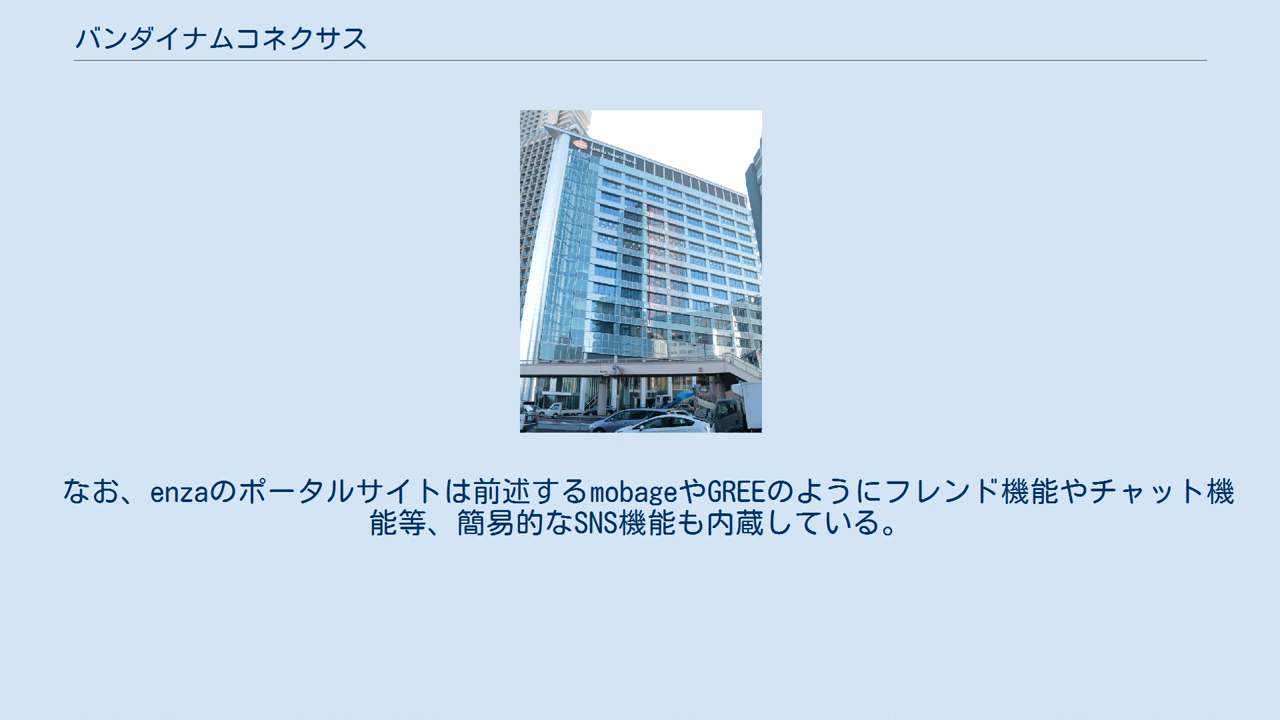 バンダイナムコネクサス
なお、enzaのポータルサイトは前述するmobageやGREEのようにフレンド機能やチャット機
能等、簡易的なSNS機能も内蔵している。